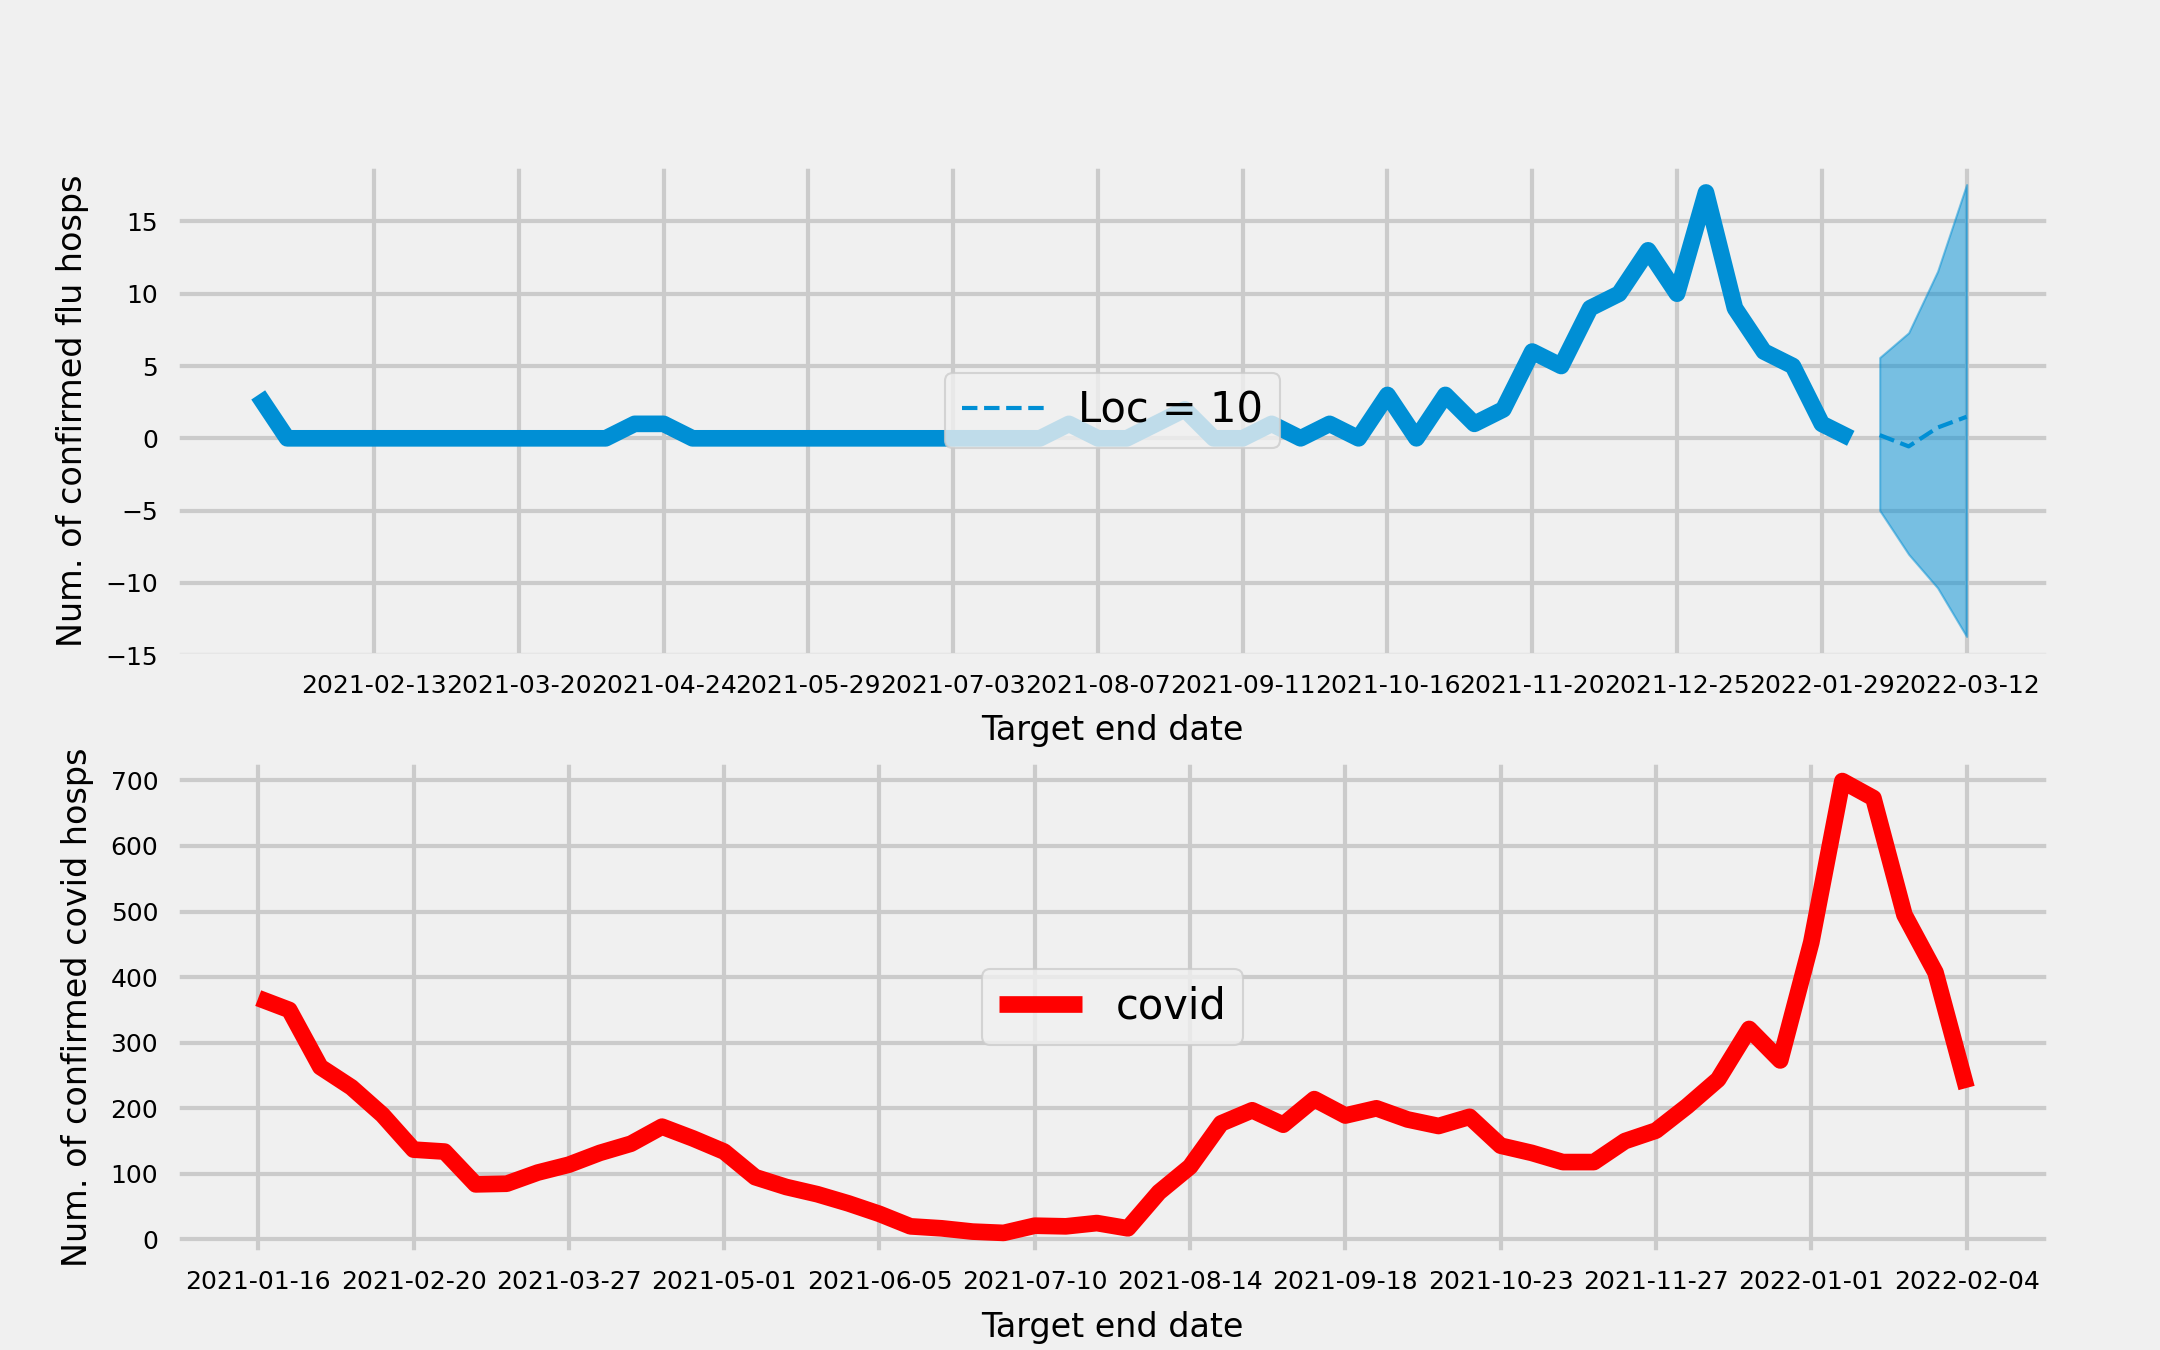 Num. of confirmed flu hosps
15
10
5
0
−5
−10
−15
Loc = 10
2021-02-13 2021-03-20 2021-04-24 2021-05-29 2021-07-03 2021-08-07 2021-09-11 2021-10-16 2021-11-20 2021-12-25 2022-01-29 2022-03-12
Target end date
Num. of confirmed covid hosps
700
600
500
400
300
200
100
0
covid
2021-01-16 2021-02-20 2021-03-27 2021-05-01 2021-06-05 2021-07-10 2021-08-14 2021-09-18 2021-10-23 2021-11-27 2022-01-01 2022-02-04
Target end date